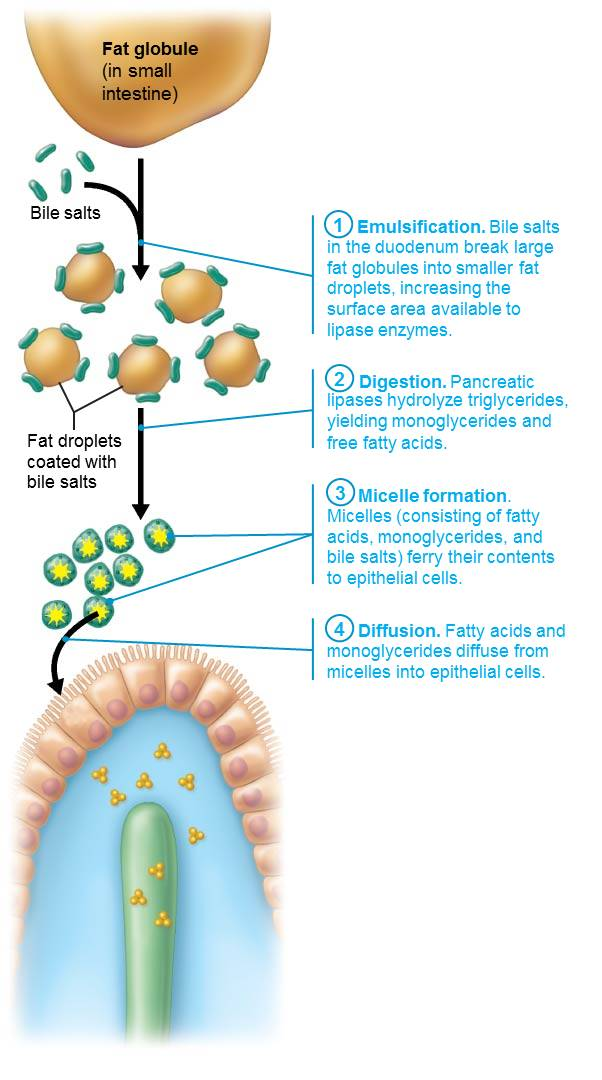 Fat globule
(in small
intestine)
Bile salts
1 Emulsification. Bile salts
in the duodenum break large
fat globules into smaller fat
droplets, increasing the
surface area available to
lipase enzymes.
2 Digestion. Pancreatic
lipases hydrolyze triglycerides,
yielding monoglycerides and
free fatty acids.
Fat droplets
coated with
bile salts
3 Micelle formation.
Micelles (consisting of fatty
acids, monoglycerides, and
bile salts) ferry their contents
to epithelial cells.
4 Diffusion. Fatty acids and
monoglycerides diffuse from
micelles into epithelial cells.